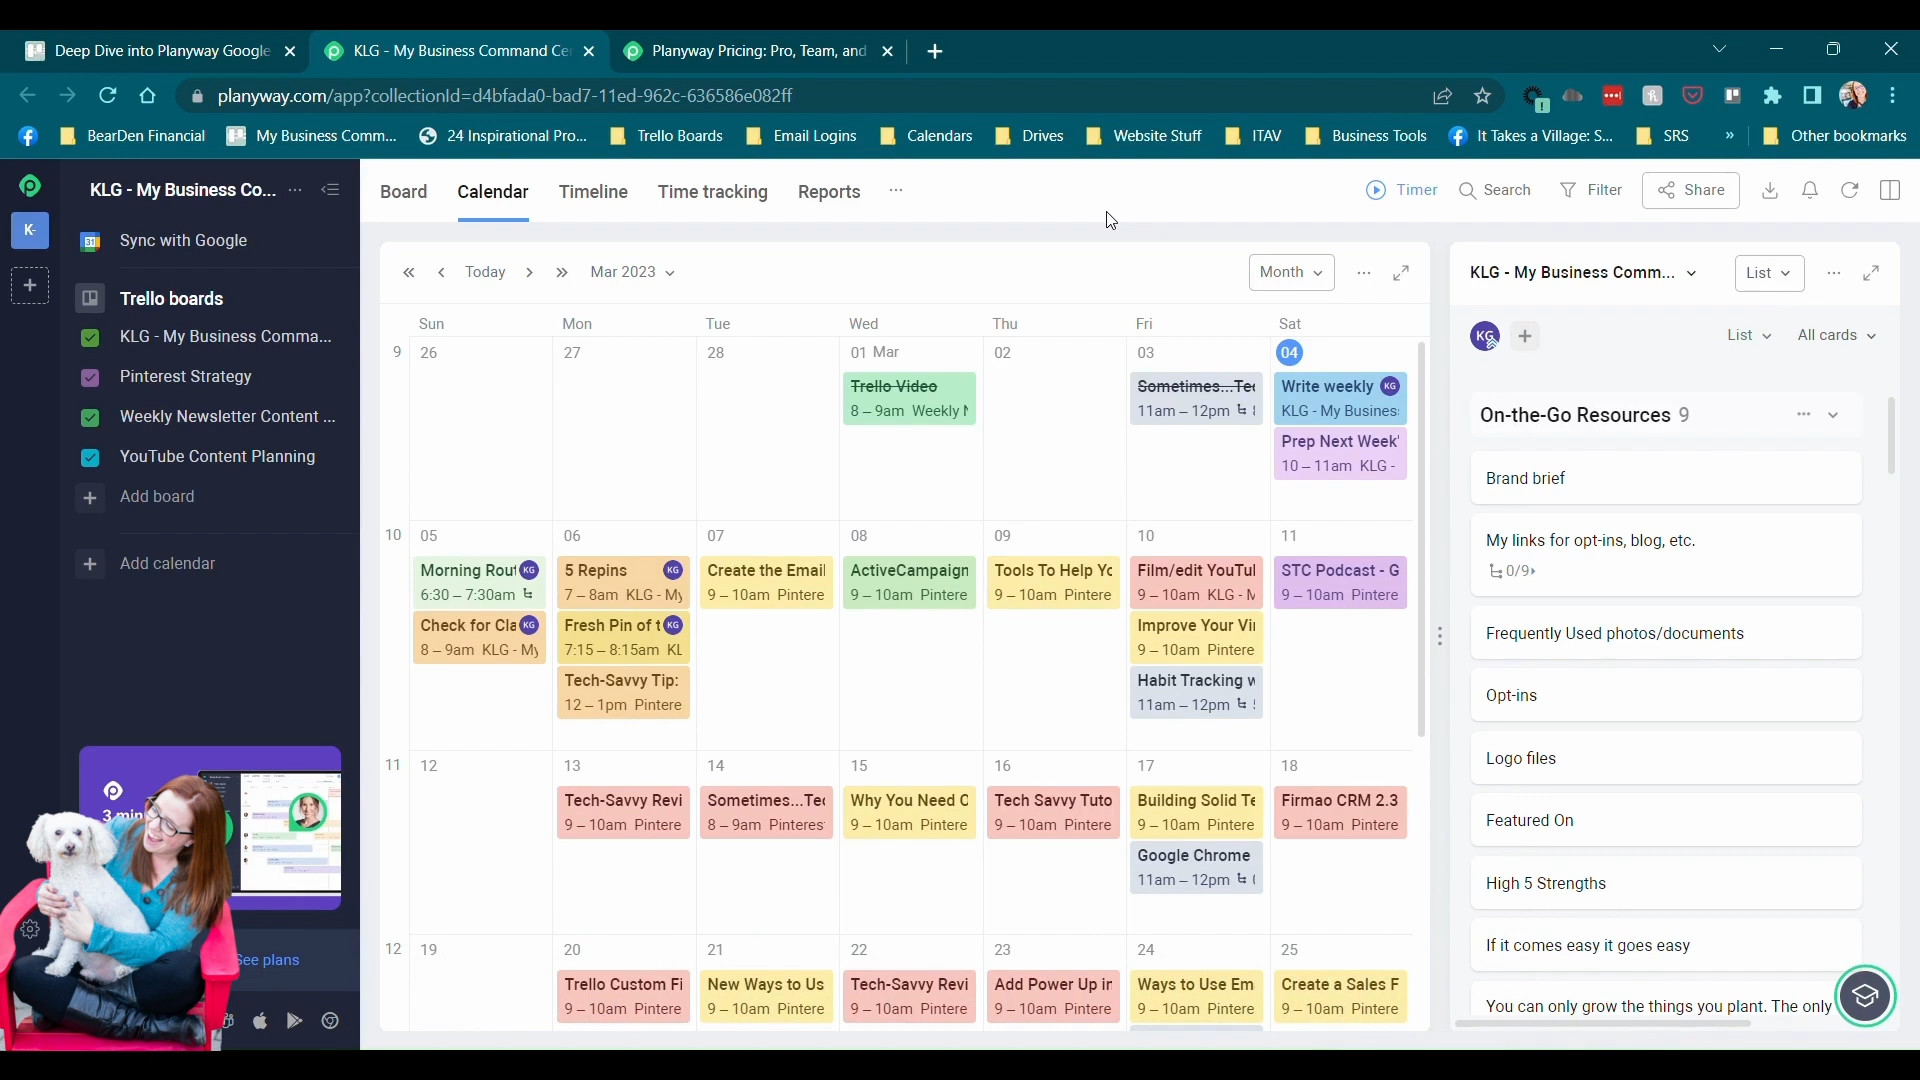 Deep Dive into Planyway Google
KLG - My Business Command Ce
Planyway Pricing: Pro, Team, and
planyway.com/app?collectionId=d4bfada0-bad7-11ed-962c-636586e082ff
BearDen Financial
My Business Comm...
24 Inspirational Pro...
Trello Boards
Email Logins
Calendars
Drives
Website Stuff
ITAV
Business Tools
It Takes a Village: S...
SRS
»
Other bookmarks
KLG - My Business Co... ...
K-
Sync with Google
Trello boards
KLG - My Business Comma...
Pinterest Strategy
Weekly Newsletter Content ...
YouTube Content Planning
+ Add board
+ Add calendar
3 min
See plans
Board Calendar Timeline Time tracking Reports ...
Timer Search Filter Share
Today Mar 2023 Month
Sun Mon Tue Wed Thu Fri Sat
9 26 27 28 01 Mar 02 03 04
Trello Video
8 – 9am Weekly N
Sometimes...Tec
11am – 12pm
Write weekly KG
KLG - My Busines
Prep Next Week'
10 – 11am KLG -
10 05 06 07 08 09 10 11
Morning Rout KG
6:30 – 7:30am
Check for Cla KG
8 – 9am KLG - My
5 Repins KG
7 – 8am KLG - My
Fresh Pin of t KG
7:15 – 8:15am KL
Tech-Savvy Tip:
12 – 1pm Pintere
Create the Email
9 – 10am Pintere
ActiveCampaign
9 – 10am Pintere
Tools To Help Yo
9 – 10am Pintere
Film/edit YouTul
9 – 10am KLG - M
Improve Your Vir
9 – 10am Pintere
Habit Tracking w
11am – 12pm
STC Podcast - G
9 – 10am Pintere
11 12 13 14 15 16 17 18
Tech-Savvy Revi
9 – 10am Pintere
Sometimes...Tec
8 – 9am Pinteres
Why You Need C
9 – 10am Pintere
Tech Savvy Tuto
9 – 10am Pintere
Building Solid Te
9 – 10am Pintere
Google Chrome
11am – 12pm
Firmao CRM 2.3
9 – 10am Pintere
12 19 20 21 22 23 24 25
Trello Custom Fi
9 – 10am Pintere
New Ways to Us
9 – 10am Pintere
Tech-Savvy Revi
9 – 10am Pintere
Add Power Up in
9 – 10am Pintere
Ways to Use Em
9 – 10am Pintere
Create a Sales F
9 – 10am Pintere
KLG - My Business Comm... List
KG + List All cards
On-the-Go Resources 9
Brand brief
My links for opt-ins, blog, etc.
0/9
Frequently Used photos/documents
Opt-ins
Logo files
Featured On
High 5 Strengths
If it comes easy it goes easy
You can only grow the things you plant. The only